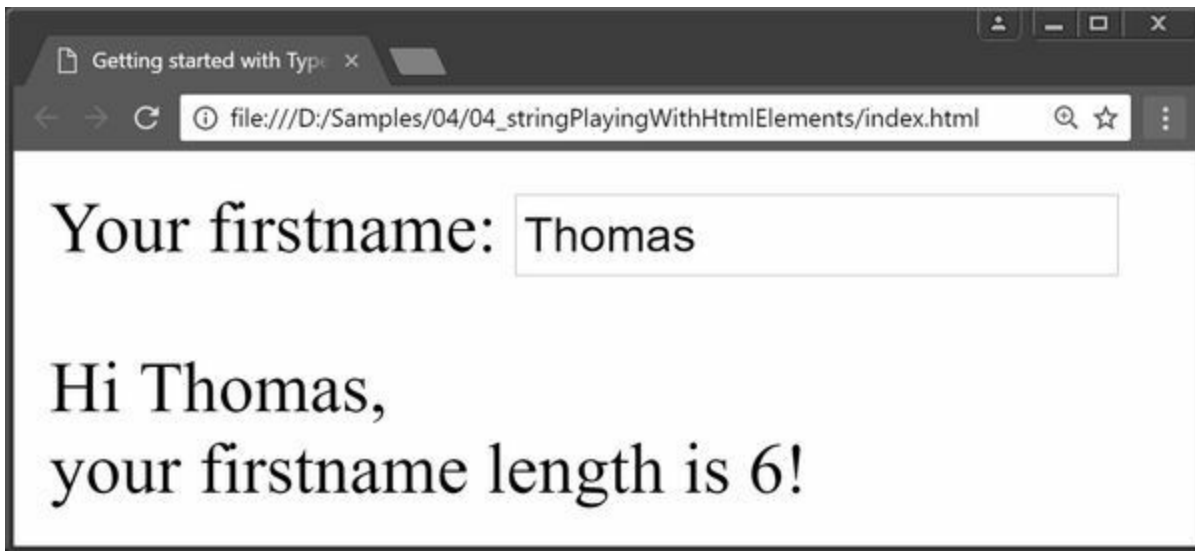 Getting started with Type
file:///D:/Samples/04/04_stringPlayingWithHtmlElements/index.html
Your firstname: Thomas
Hi Thomas,
your firstname length is 6!